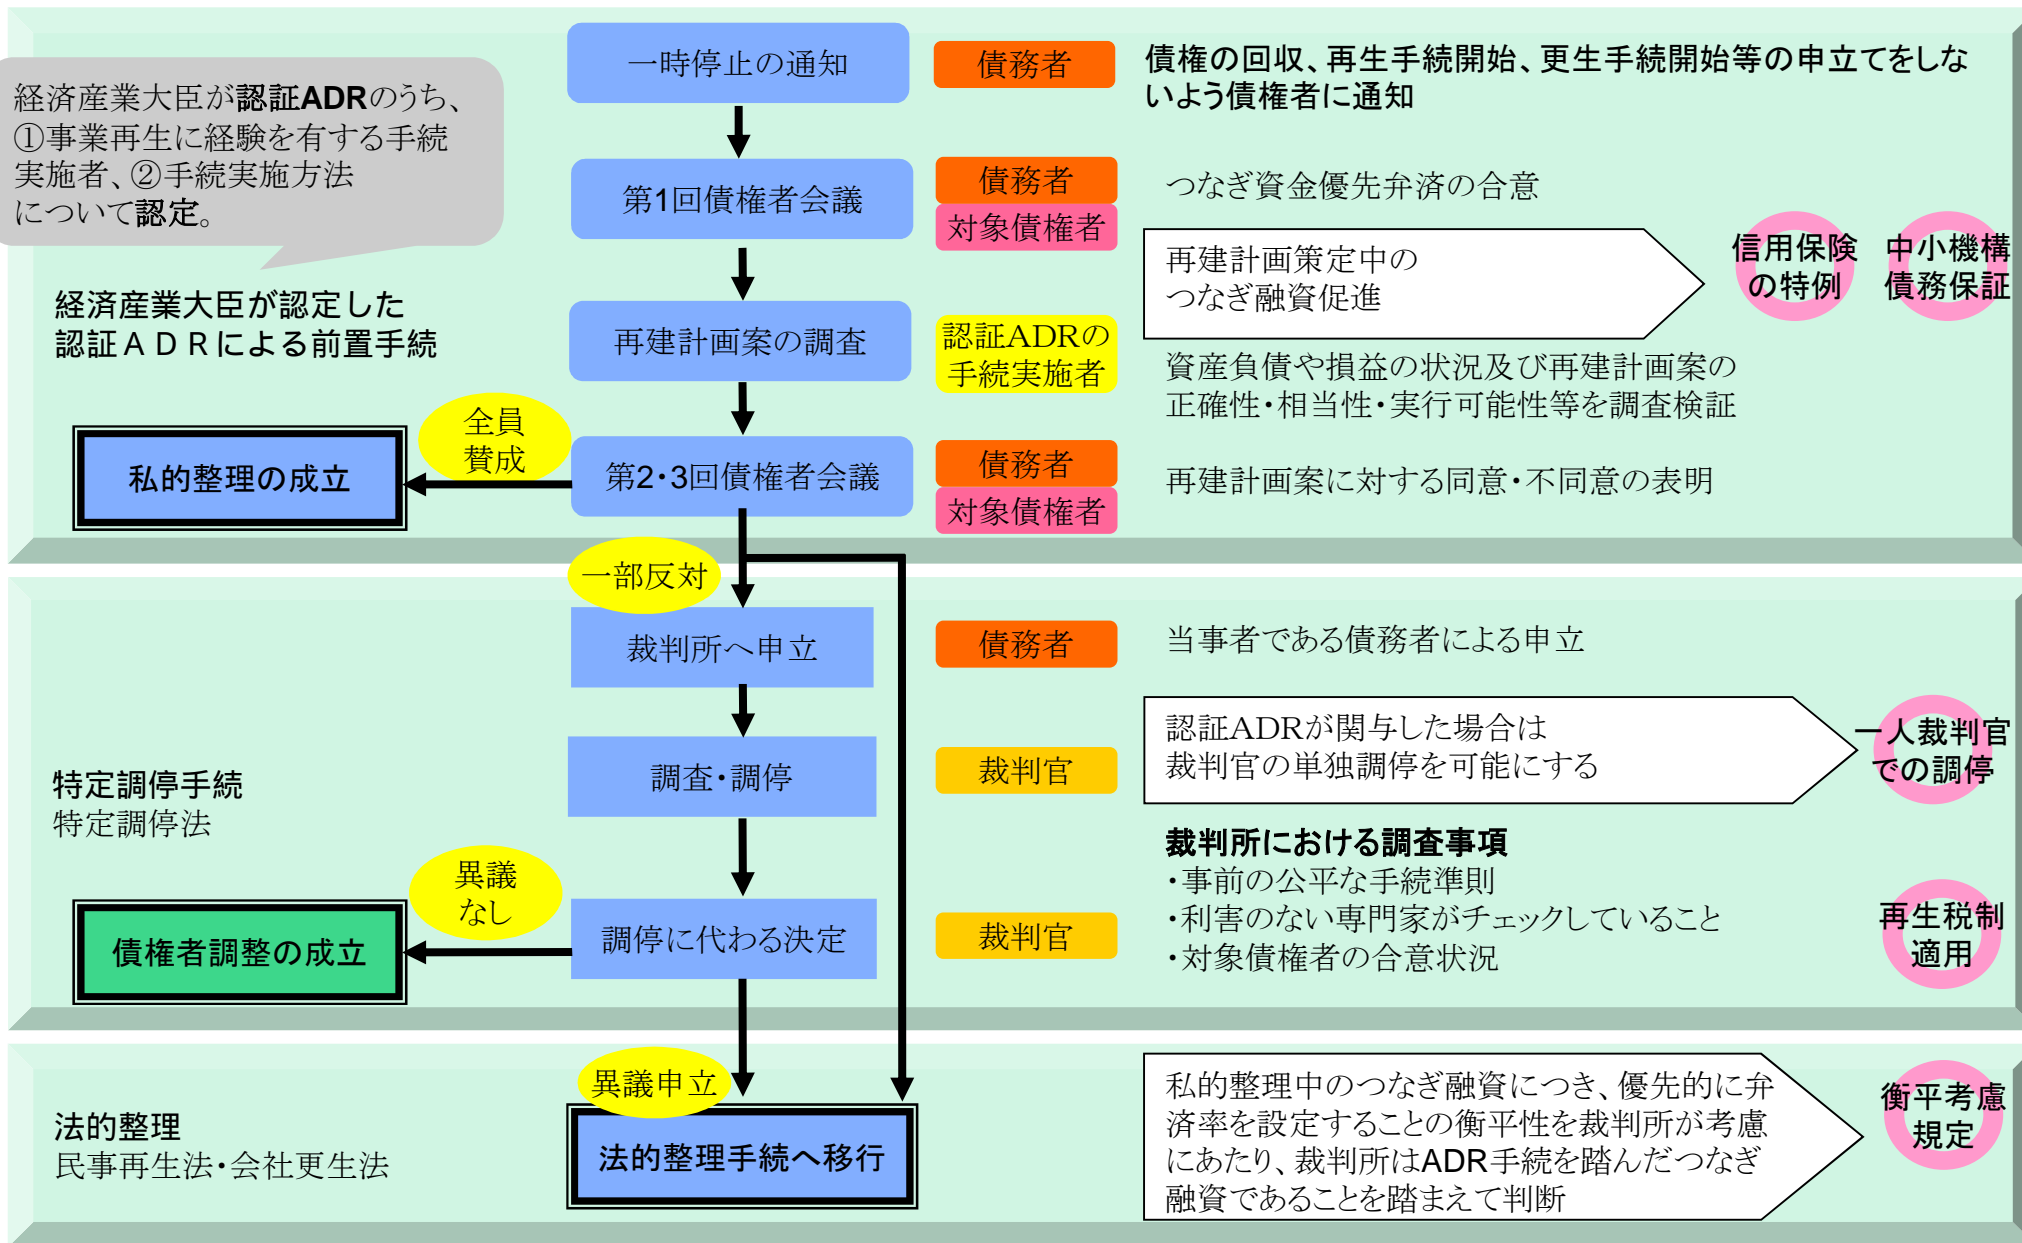 一時停止の通知
債務者
債権の回収、再生手続開始、更生手続開始等の申立てをしな
いよう債権者に通知
経済産業大臣が認証ADRのうち、
①事業再生に経験を有する手続
実施者、②手続実施方法
について認定。
第1回債権者会議
債務者
対象債権者
つなぎ資金優先弁済の合意
再建計画策定中の
つなぎ融資促進
信用保険
の特例
中小機構
債務保証
経済産業大臣が認定した
認証ＡＤＲによる前置手続
再建計画案の調査
認証ADRの
手続実施者
資産負債や損益の状況及び再建計画案の
正確性・相当性・実行可能性等を調査検証
全員
賛成
私的整理の成立
第2・3回債権者会議
債務者
対象債権者
再建計画案に対する同意・不同意の表明
一部反対
裁判所へ申立
債務者
当事者である債務者による申立
認証ADRが関与した場合は
裁判官の単独調停を可能にする
一人裁判官
での調停
特定調停手続
特定調停法
調査・調停
裁判官
裁判所における調査事項
・事前の公平な手続準則
・利害のない専門家がチェックしていること
・対象債権者の合意状況
再生税制
適用
異議
なし
債権者調整の成立
調停に代わる決定
裁判官
異議申立
法的整理
民事再生法・会社更生法
法的整理手続へ移行
私的整理中のつなぎ融資につき、優先的に弁
済率を設定することの衡平性を裁判所が考慮
にあたり、裁判所はADR手続を踏んだつなぎ
融資であることを踏まえて判断
衡平考慮
規定